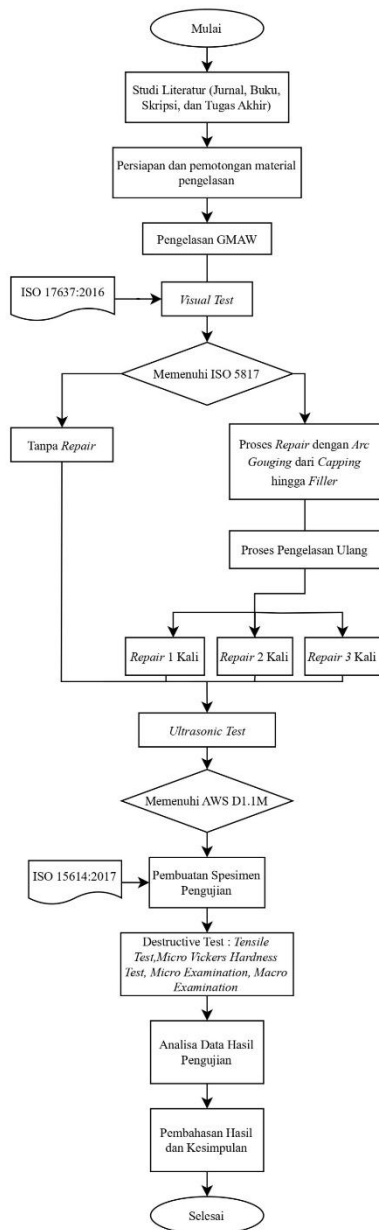 Mulai
Studi Literatur (Jurnal, Buku,
Skripsi, dan Tugas Akhir)
Persiapan dan pemotongan material
pengelasan
Pengelasan GMAW
ISO 17637:2016
Visual Test
Memenuhi ISO 5817
Tanpa Repair
Proses Repair dengan Arc
Gouging dari Capping
hingga Filler
Proses Pengelasan Ulang
Repair 1 Kali
Repair 2 Kali
Repair 3 Kali
Ultrasonic Test
Memenuhi AWS D1.1M
ISO 15614:2017
Pembuatan Spesimen
Pengujian
Destructive Test : Tensile
Test,Micro Vickers Hardness
Test, Micro Examination, Macro
Examination
Analisa Data Hasil
Pengujian
Pembahasan Hasil
dan Kesimpulan
Selesai